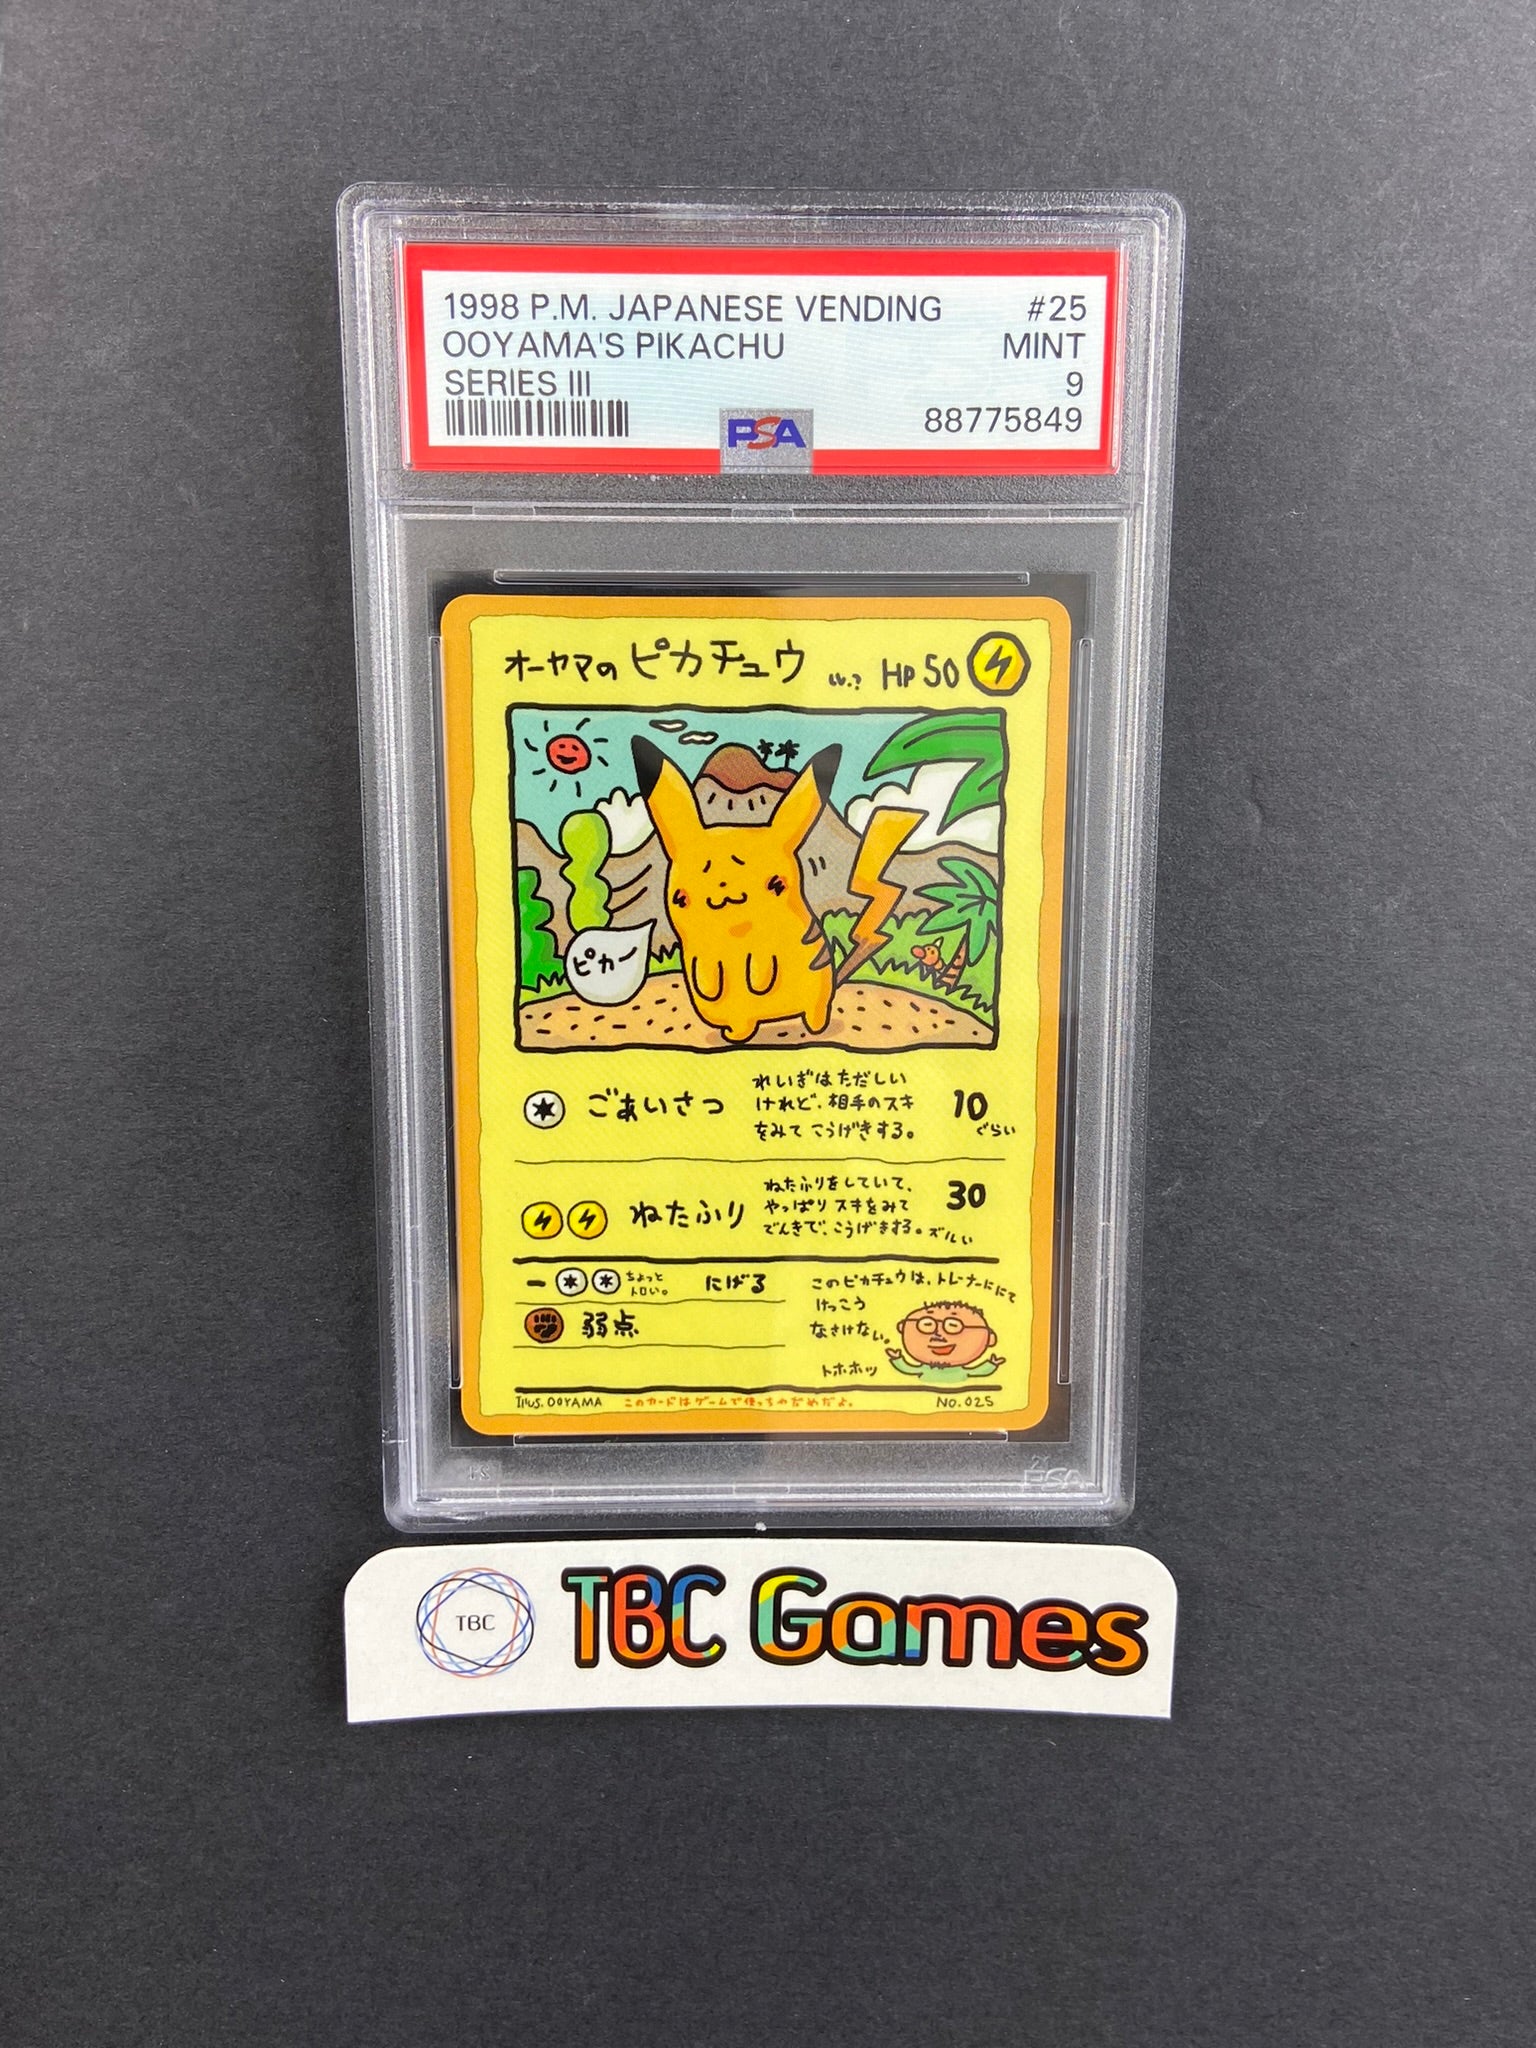 1998 P.M. JAPANESE VENDING #25
OOYAMA'S PIKACHU MINT
SERIES III 9
88775849
PSA
オーヤマの ピカチュウ LV.? HP 50
ピカー
ごあいさつ
れいぎはただしい
けれど、相手のスキ
をみて こうげきする。
10
ぐらい
ねたふり
ねたふりをしていて、
やっぱり スキをみて
でんきで、こうげきする。ズルい
30
ちょっと
トロい。
にげる
弱点
このピカチュウは、トレーナーににて
けっこう
なさけない。
トホホッ
Illus. OOYAMA このカードはゲームで使っちゃだめだよ。 NO. 025
PSA
TBC
TBC Games